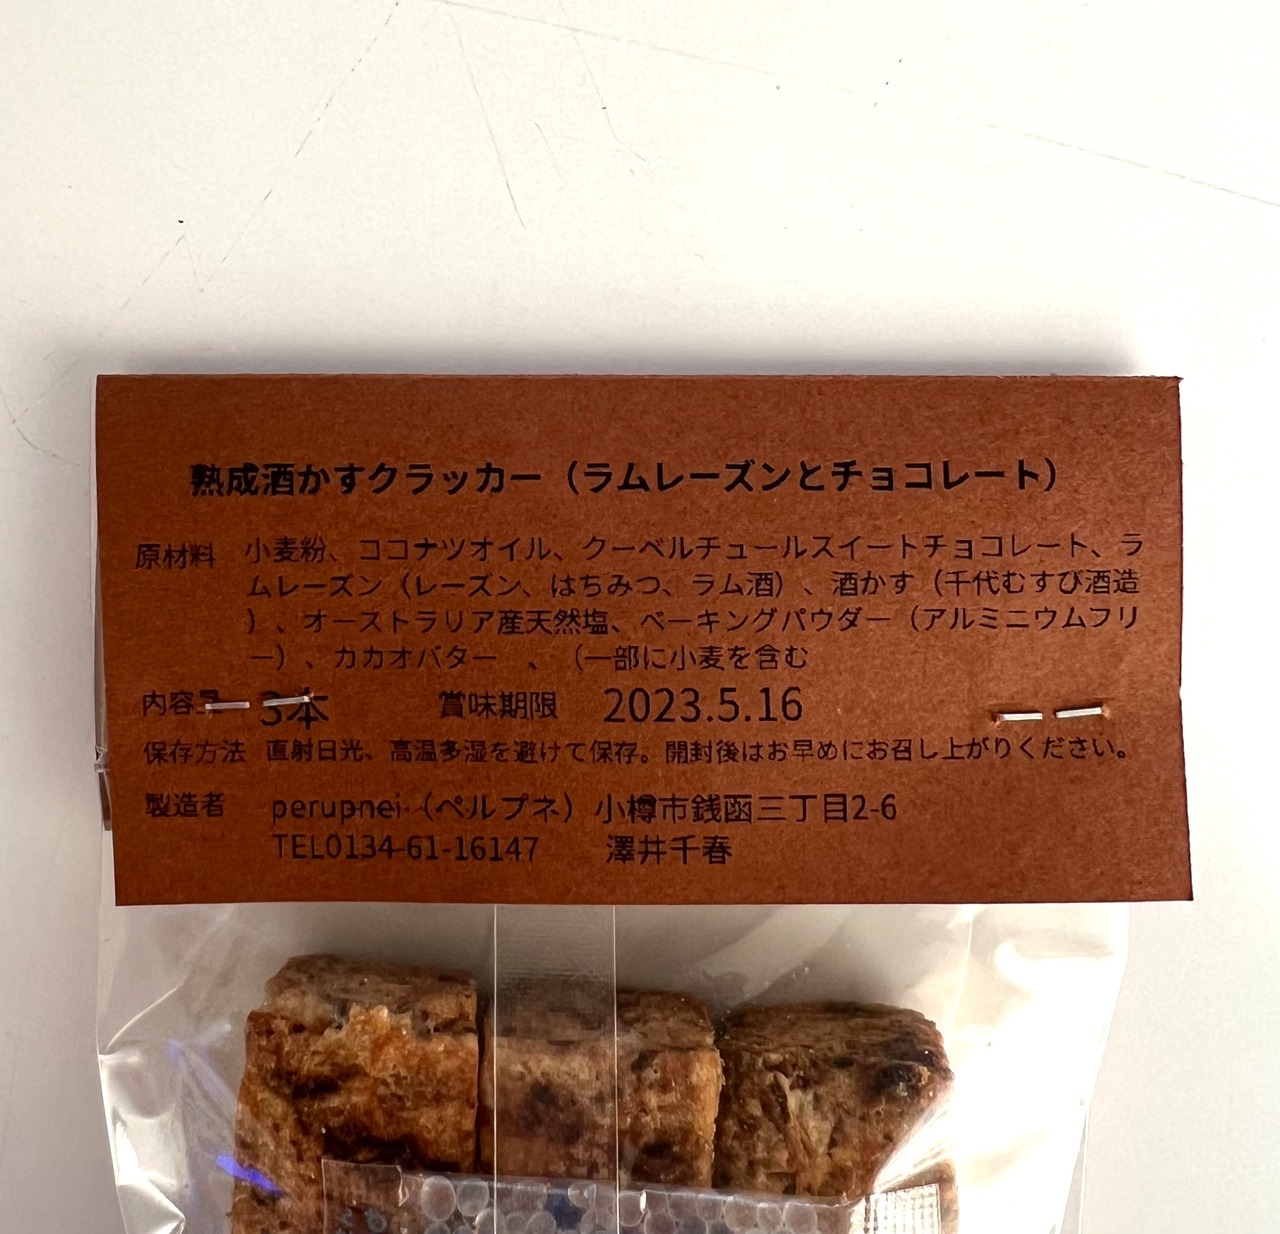 熟成酒かすクラッカー（ラムレーズンとチョコレート）
原材料 小麦粉、ココナツオイル、クーベルチュールスイートチョコレート、ラ
ムレーズン（レーズン、はちみつ、ラム酒）、酒かす（千代むすび酒造
）、オーストラリア産天然塩、ベーキングパウダー（アルミニウムフリ
ー）、カカオバター　、（一部に小麦を含む
内容量 3本 賞味期限 2023.5.16
保存方法 直射日光、高温多湿を避けて保存。開封後はお早めにお召し上がりください。
製造者 perupnei（ペルプネ）小樽市銭函三丁目2-6
TEL0134-61-16147 澤井千春